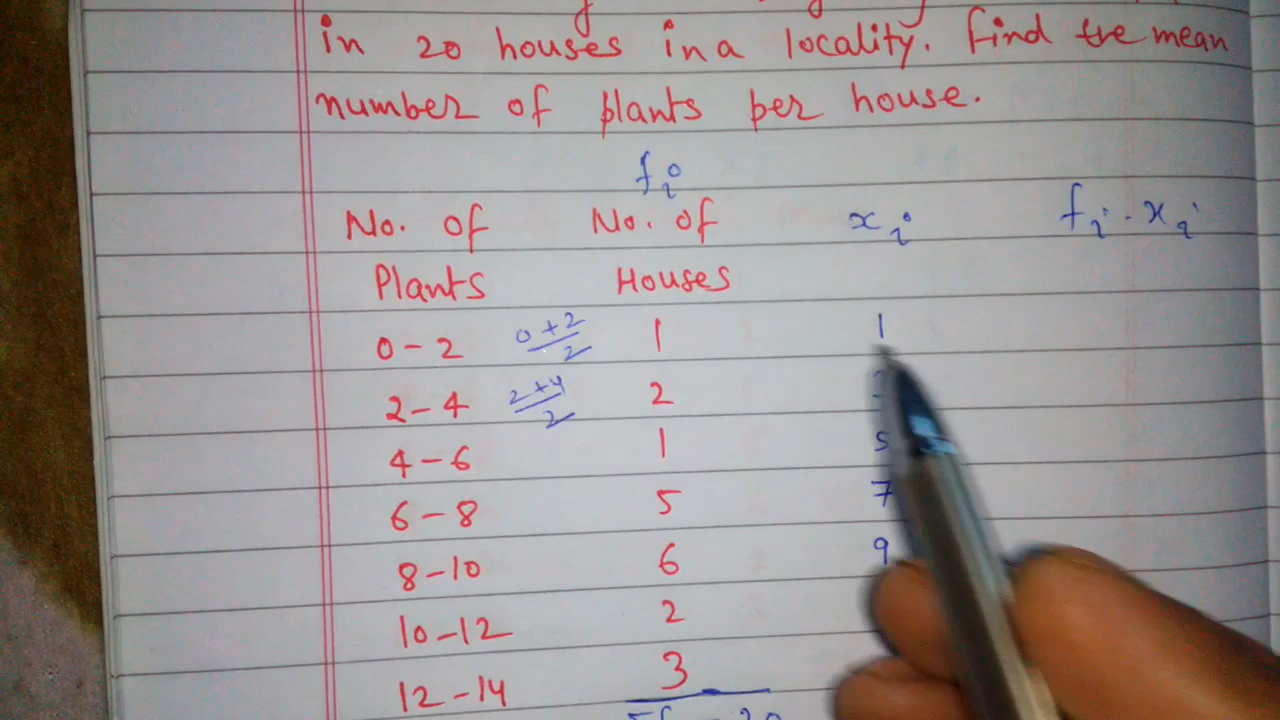 in 20 houses in a locality. Find the mean
number of plants per house.
fi
No. of No. of xi fi . xi
Plants Houses
0-2 0+2/2 1 1
2-4 2+4/2 2
4-6 1 5
6-8 5 7
8-10 6 9
10-12 2
12-14 3